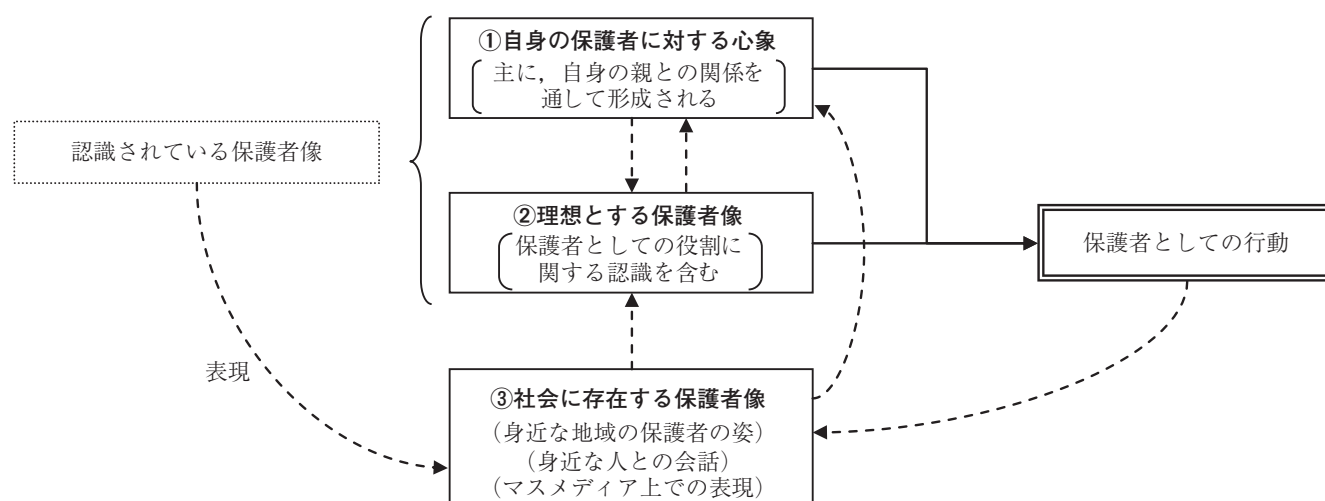 ①自身の保護者に対する心象
主に，自身の親との関係を
通して形成される
認識されている保護者像
②理想とする保護者像
保護者としての役割に
関する認識を含む
保護者としての行動
表現
③社会に存在する保護者像
（身近な地域の保護者の姿）
（身近な人との会話）
（マスメディア上での表現）